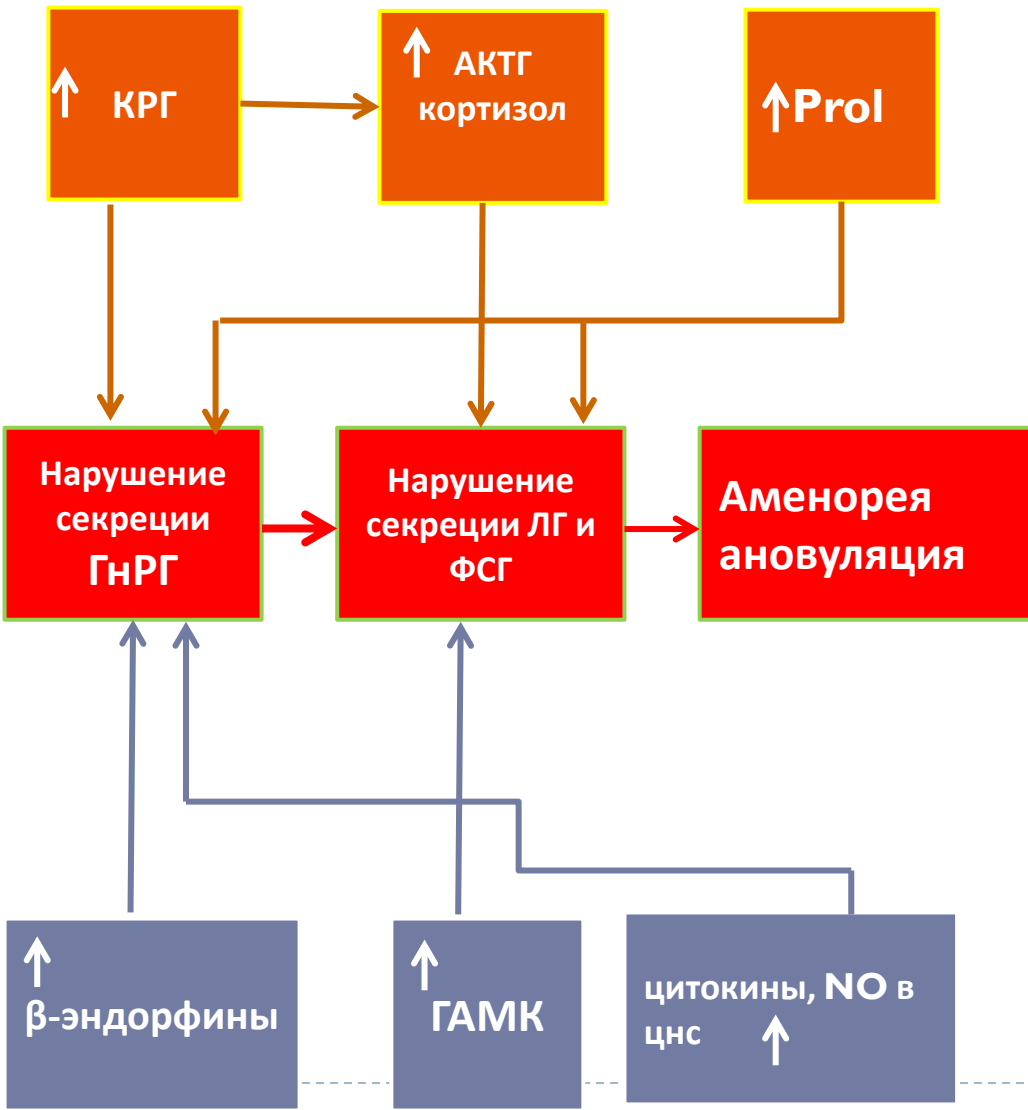 КРГ
АКТГ
кортизол
Prol
Нарушение
секреции
ГнРГ
Нарушение
секреции ЛГ и
ФСГ
Аменорея
ановуляция
β-эндорфины
ГАМК
цитокины, NO в
цнс